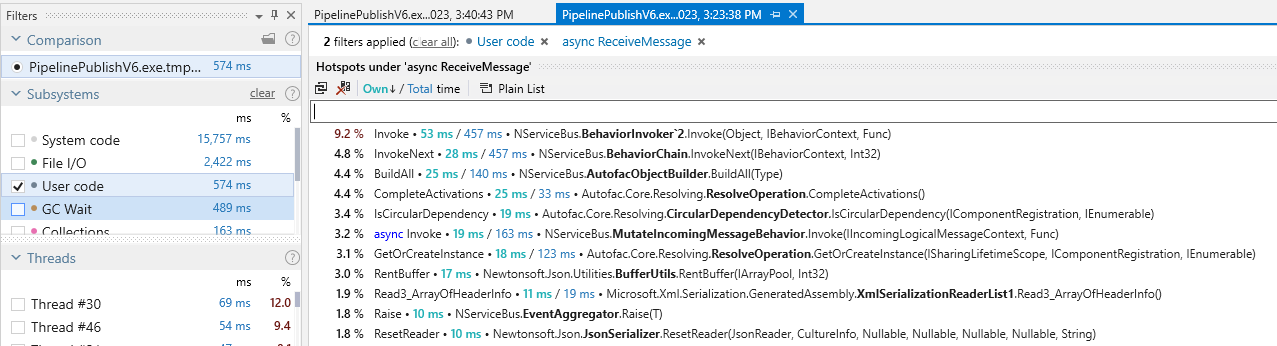 Filters
Comparison
PipelinePublishV6.exe.tmp... 574 ms
Subsystems clear
ms %
System code 15,757 ms
File I/O 2,422 ms
User code 574 ms
GC Wait 489 ms
Collections 163 ms
Threads
ms %
Thread #30 69 ms 12.0
Thread #46 54 ms 9.4
PipelinePublishV6.ex...023, 3:40:43 PM PipelinePublishV6.ex...023, 3:23:38 PM
2 filters applied (clear all): • User code × async ReceiveMessage ×
Hotspots under 'async ReceiveMessage'
Own↓ / Total time Plain List
9.2 % Invoke • 53 ms / 457 ms • NServiceBus.BehaviorInvoker`2.Invoke(Object, IBehaviorContext, Func)
4.8 % InvokeNext • 28 ms / 457 ms • NServiceBus.BehaviorChain.InvokeNext(IBehaviorContext, Int32)
4.4 % BuildAll • 25 ms / 140 ms • NServiceBus.AutofacObjectBuilder.BuildAll(Type)
4.4 % CompleteActivations • 25 ms / 33 ms • Autofac.Core.Resolving.ResolveOperation.CompleteActivations()
3.4 % IsCircularDependency • 19 ms • Autofac.Core.Resolving.CircularDependencyDetector.IsCircularDependency(IComponentRegistration, IEnumerable)
3.2 % async Invoke • 19 ms / 163 ms • NServiceBus.MutateIncomingMessageBehavior.Invoke(IIncomingLogicalMessageContext, Func)
3.1 % GetOrCreateInstance • 18 ms / 123 ms • Autofac.Core.Resolving.ResolveOperation.GetOrCreateInstance(ISharingLifetimeScope, IComponentRegistration, IEnumerable)
3.0 % RentBuffer • 17 ms • Newtonsoft.Json.Utilities.BufferUtils.RentBuffer(IArrayPool, Int32)
1.9 % Read3_ArrayOfHeaderInfo • 11 ms / 19 ms • Microsoft.Xml.Serialization.GeneratedAssembly.XmlSerializationReaderList1.Read3_ArrayOfHeaderInfo()
1.8 % Raise • 10 ms • NServiceBus.EventAggregator.Raise(T)
1.8 % ResetReader • 10 ms • Newtonsoft.Json.JsonSerializer.ResetReader(JsonReader, CultureInfo, Nullable, Nullable, Nullable, Nullable, String)